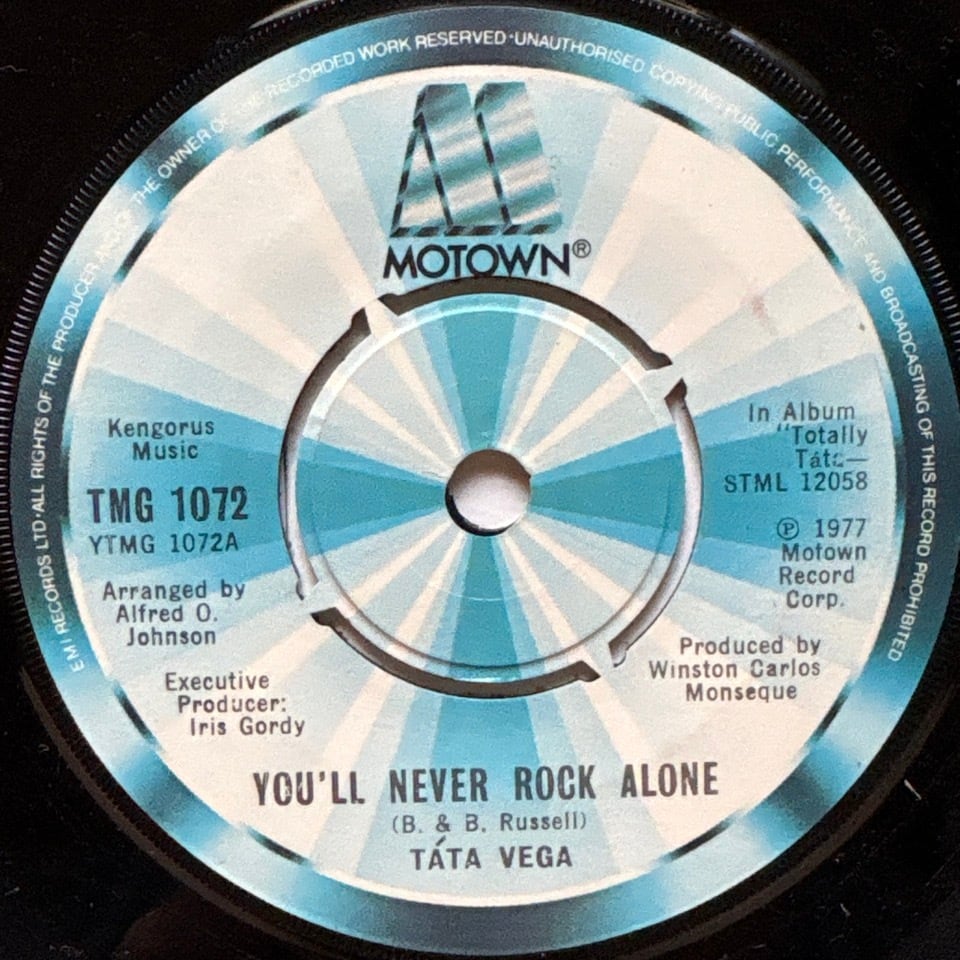 EMI RECORDS LTD·ALL RIGHTS OF THE PRODUCER AND OF THE OWNER OF THE RECORDED WORK RESERVED·UNAUTHORISED COPYING PUBLIC PERFORMANCE AND BROADCASTING OF THIS RECORD PROHIBITED
MOTOWN®
Kengorus
Music
TMG 1072
YTMG 1072A
Arranged by
Alfred O.
Johnson
Executive
Producer:
Iris Gordy
In Album
"Totally
Táta—
STML 12058
℗ 1977
Motown
Record
Corp.
Produced by
Winston Carlos
Monseque
YOU'LL NEVER ROCK ALONE
(B. & B. Russell)
TÁTA VEGA